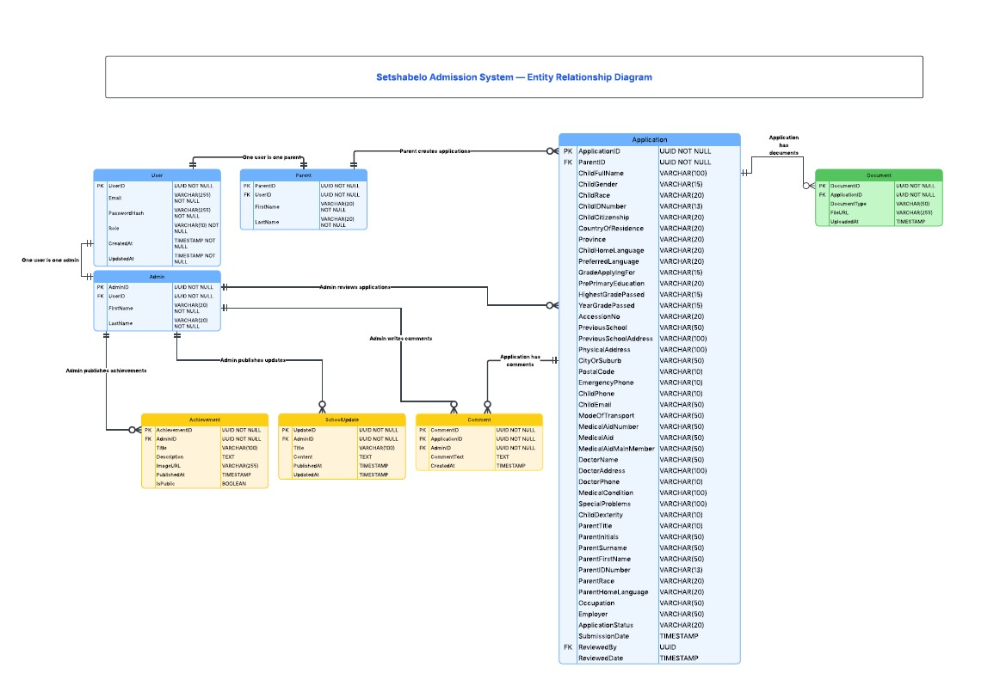 Setshabelo Admission System — Entity Relationship Diagram
One user is one parent
Parent creates applications
Application
has
documents
User
PK UserID UUID NOT NULL
Email VARCHAR(255)
NOT NULL
PasswordHash VARCHAR(255)
NOT NULL
Role VARCHAR(10) NOT
NULL
CreatedAt TIMESTAMP NOT
NULL
UpdatedAt TIMESTAMP NOT
NULL
Parent
PK ParentID UUID NOT NULL
FK UserID UUID NOT NULL
FirstName VARCHAR(20)
NOT NULL
LastName VARCHAR(20)
NOT NULL
One user is one admin
Admin
PK AdminID UUID NOT NULL
FK UserID UUID NOT NULL
FirstName VARCHAR(20)
NOT NULL
LastName VARCHAR(20)
NOT NULL
Admin reviews applications
Admin writes comments
Admin publishes updates
Admin publishes achievements
Application has
comments
Achievement
PK AchievementID UUID NOT NULL
FK AdminID UUID NOT NULL
Title VARCHAR(100)
Description TEXT
ImageURL VARCHAR(255)
PublishedAt TIMESTAMP
IsPublic BOOLEAN
SchoolUpdate
PK UpdateID UUID NOT NULL
FK AdminID UUID NOT NULL
Title VARCHAR(100)
Content TEXT
PublishedAt TIMESTAMP
UpdatedAt TIMESTAMP
Comment
PK CommentID UUID NOT NULL
FK ApplicationID UUID NOT NULL
FK AdminID UUID NOT NULL
CommentText TEXT
CreatedAt TIMESTAMP
Application
PK ApplicationID UUID NOT NULL
FK ParentID UUID NOT NULL
ChildFullName VARCHAR(100)
ChildGender VARCHAR(15)
ChildRace VARCHAR(20)
ChildIDNumber VARCHAR(13)
ChildCitizenship VARCHAR(20)
CountryOfResidence VARCHAR(20)
Province VARCHAR(20)
ChildHomeLanguage VARCHAR(20)
PreferredLanguage VARCHAR(20)
GradeApplyingFor VARCHAR(15)
PrePrimaryEducation VARCHAR(20)
HighestGradePassed VARCHAR(15)
YearGradePassed VARCHAR(15)
AccessionNo VARCHAR(20)
PreviousSchool VARCHAR(50)
PreviousSchoolAddress VARCHAR(100)
PhysicalAddress VARCHAR(100)
CityOrSuburb VARCHAR(50)
PostalCode VARCHAR(10)
EmergencyPhone VARCHAR(10)
ChildPhone VARCHAR(10)
ChildEmail VARCHAR(50)
ModeOfTransport VARCHAR(50)
MedicalAidNumber VARCHAR(50)
MedicalAid VARCHAR(50)
MedicalAidMainMember VARCHAR(50)
DoctorName VARCHAR(50)
DoctorAddress VARCHAR(100)
DoctorPhone VARCHAR(10)
MedicalCondition VARCHAR(100)
SpecialProblems VARCHAR(100)
ChildDexterity VARCHAR(10)
ParentTitle VARCHAR(10)
ParentInitials VARCHAR(50)
ParentSurname VARCHAR(50)
ParentFirstName VARCHAR(50)
ParentIDNumber VARCHAR(13)
ParentRace VARCHAR(20)
ParentHomeLanguage VARCHAR(20)
Occupation VARCHAR(50)
Employer VARCHAR(50)
ApplicationStatus VARCHAR(20)
SubmissionDate TIMESTAMP
FK ReviewedBy UUID
ReviewedDate TIMESTAMP
Document
PK DocumentID UUID NOT NULL
FK ApplicationID UUID NOT NULL
DocumentType VARCHAR(50)
FileURL VARCHAR(255)
UploadedAt TIMESTAMP